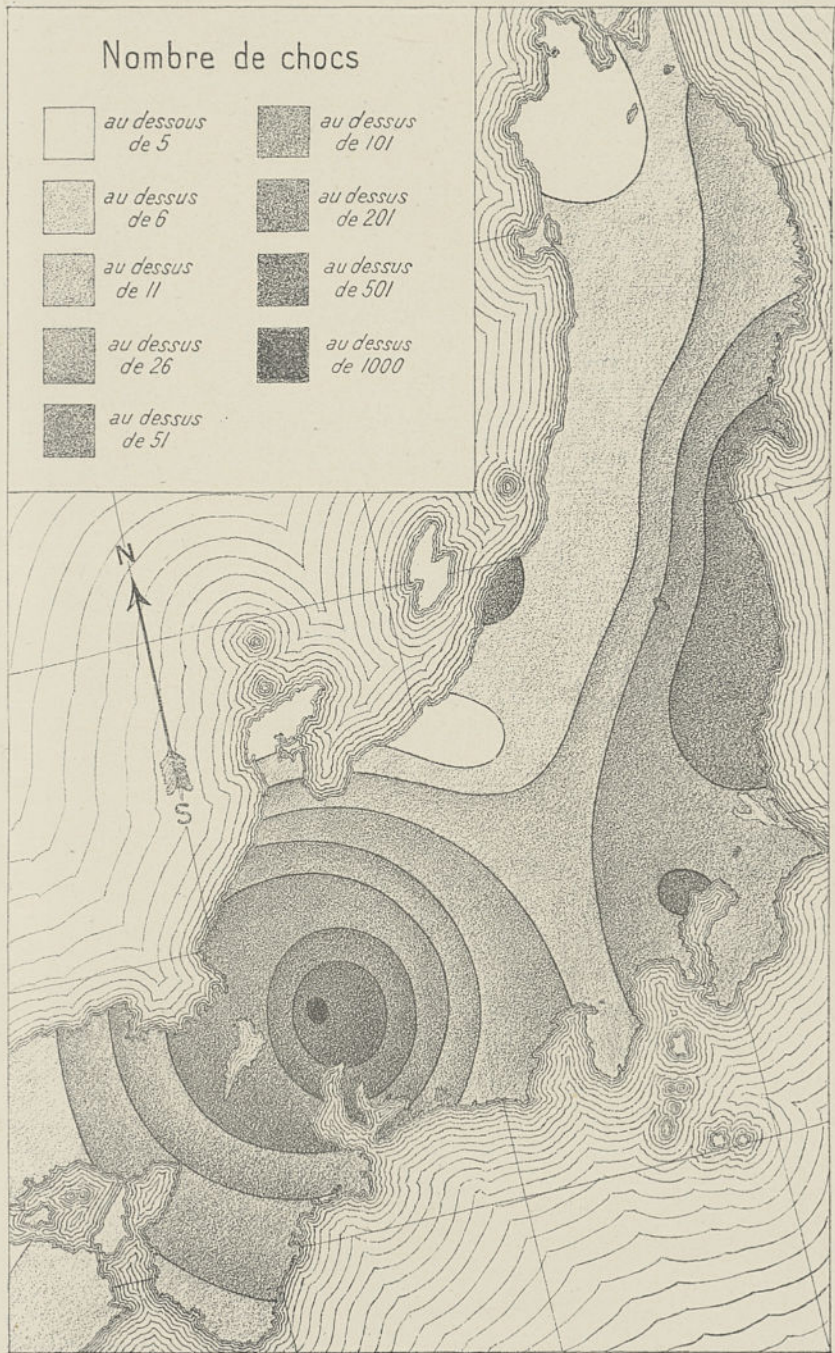 Nombre de chocs
au dessous
de 5
au dessus
de 6
au dessus
de 11
au dessus
de 26
au dessus
de 51
au dessus
de 101
au dessus
de 201
au dessus
de 501
au dessus
de 1000
N
S